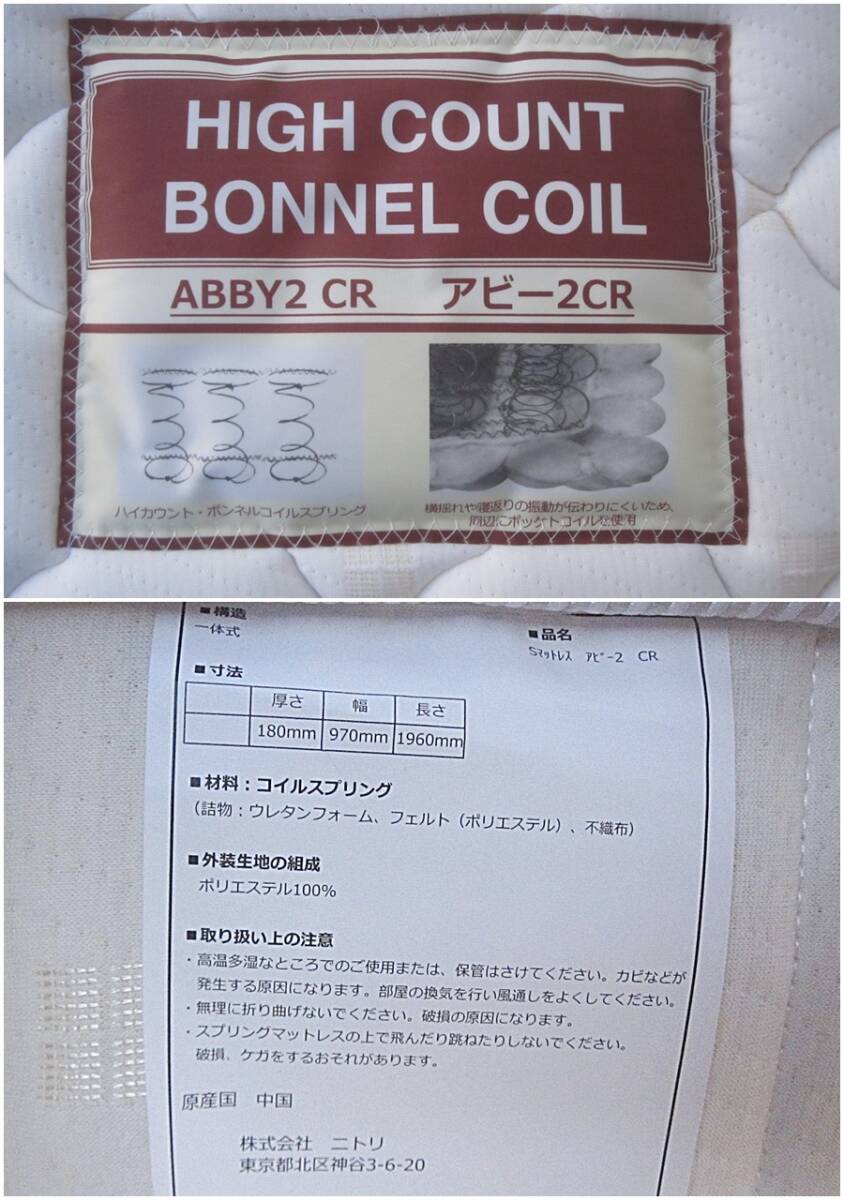 HIGH COUNT
BONNEL COIL
ABBY2 CR アビー2CR
ハイカウント・ボンネルコイルスプリング
横揺れや寝返りの振動が伝わりにくいため、
周辺にポケットコイルを使用
■構造
一体式
■品名
Sﾏｯﾄﾚｽ ｱﾋﾞｰ2 CR
■寸法
厚さ 幅 長さ
180mm 970mm 1960mm
■材料：コイルスプリング
（詰物：ウレタンフォーム、フェルト（ポリエステル）、不織布）
■外装生地の組成
ポリエステル100%
■取り扱い上の注意
・高温多湿なところでのご使用または、保管はさけてください。カビなどが
発生する原因になります。部屋の換気を行い風通しをよくしてください。
・無理に折り曲げないでください。破損の原因になります。
・スプリングマットレスの上で飛んだり跳ねたりしないでください。
破損、ケガをするおそれがあります。
原産国 中国
株式会社 ニトリ
東京都北区神谷3-6-20